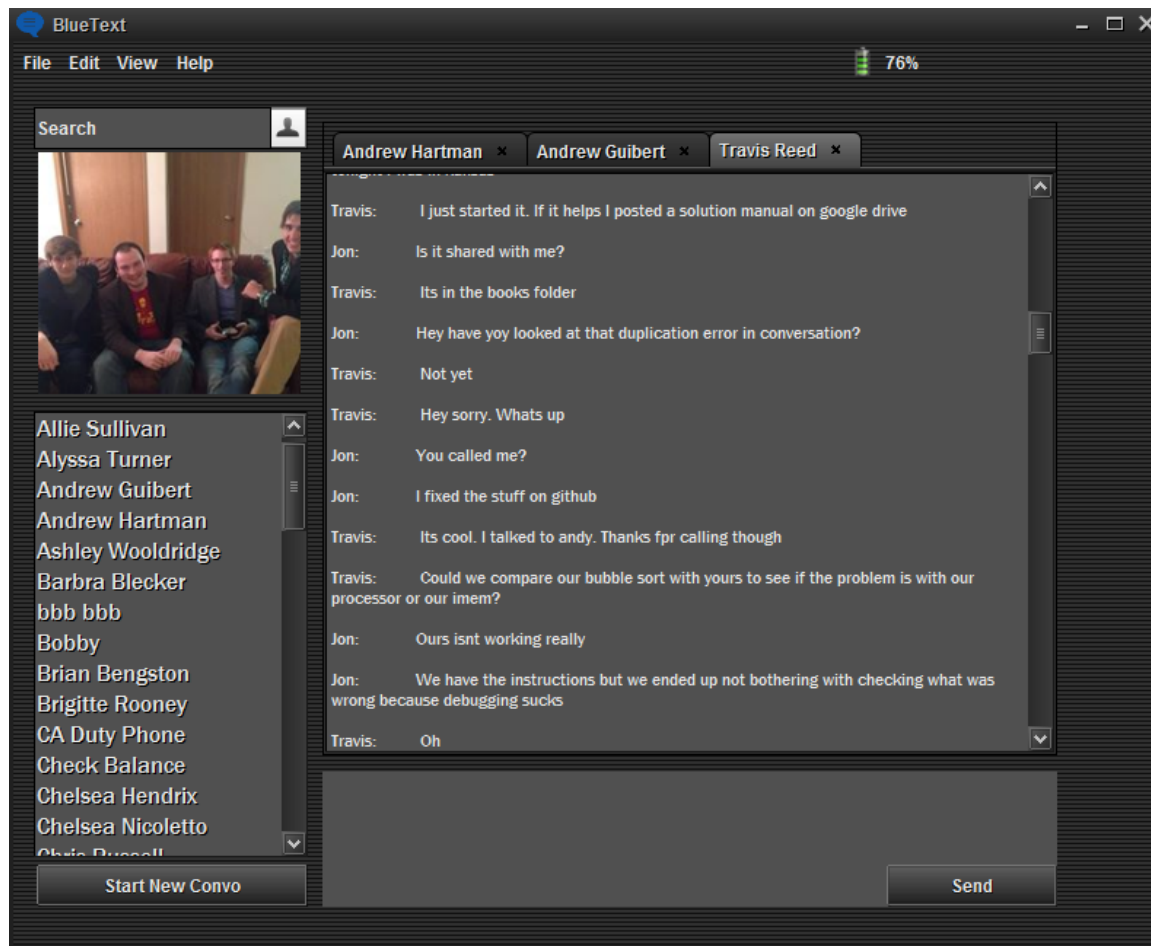 BlueText
File Edit View Help
76%
Search
Andrew Hartman × Andrew Guibert × Travis Reed ×
tonight I was in Kansas
Travis: I just started it. If it helps I posted a solution manual on google drive
Jon: Is it shared with me?
Travis: Its in the books folder
Jon: Hey have yoy looked at that duplication error in conversation?
Travis: Not yet
Travis: Hey sorry. Whats up
Jon: You called me?
Jon: I fixed the stuff on github
Travis: Its cool. I talked to andy. Thanks fpr calling though
Travis: Could we compare our bubble sort with yours to see if the problem is with our
processor or our imem?
Jon: Ours isnt working really
Jon: We have the instructions but we ended up not bothering with checking what was
wrong because debugging sucks
Travis: Oh
Allie Sullivan
Alyssa Turner
Andrew Guibert
Andrew Hartman
Ashley Wooldridge
Barbra Blecker
bbb bbb
Bobby
Brian Bengston
Brigitte Rooney
CA Duty Phone
Check Balance
Chelsea Hendrix
Chelsea Nicoletto
Chris Russell
Start New Convo
Send